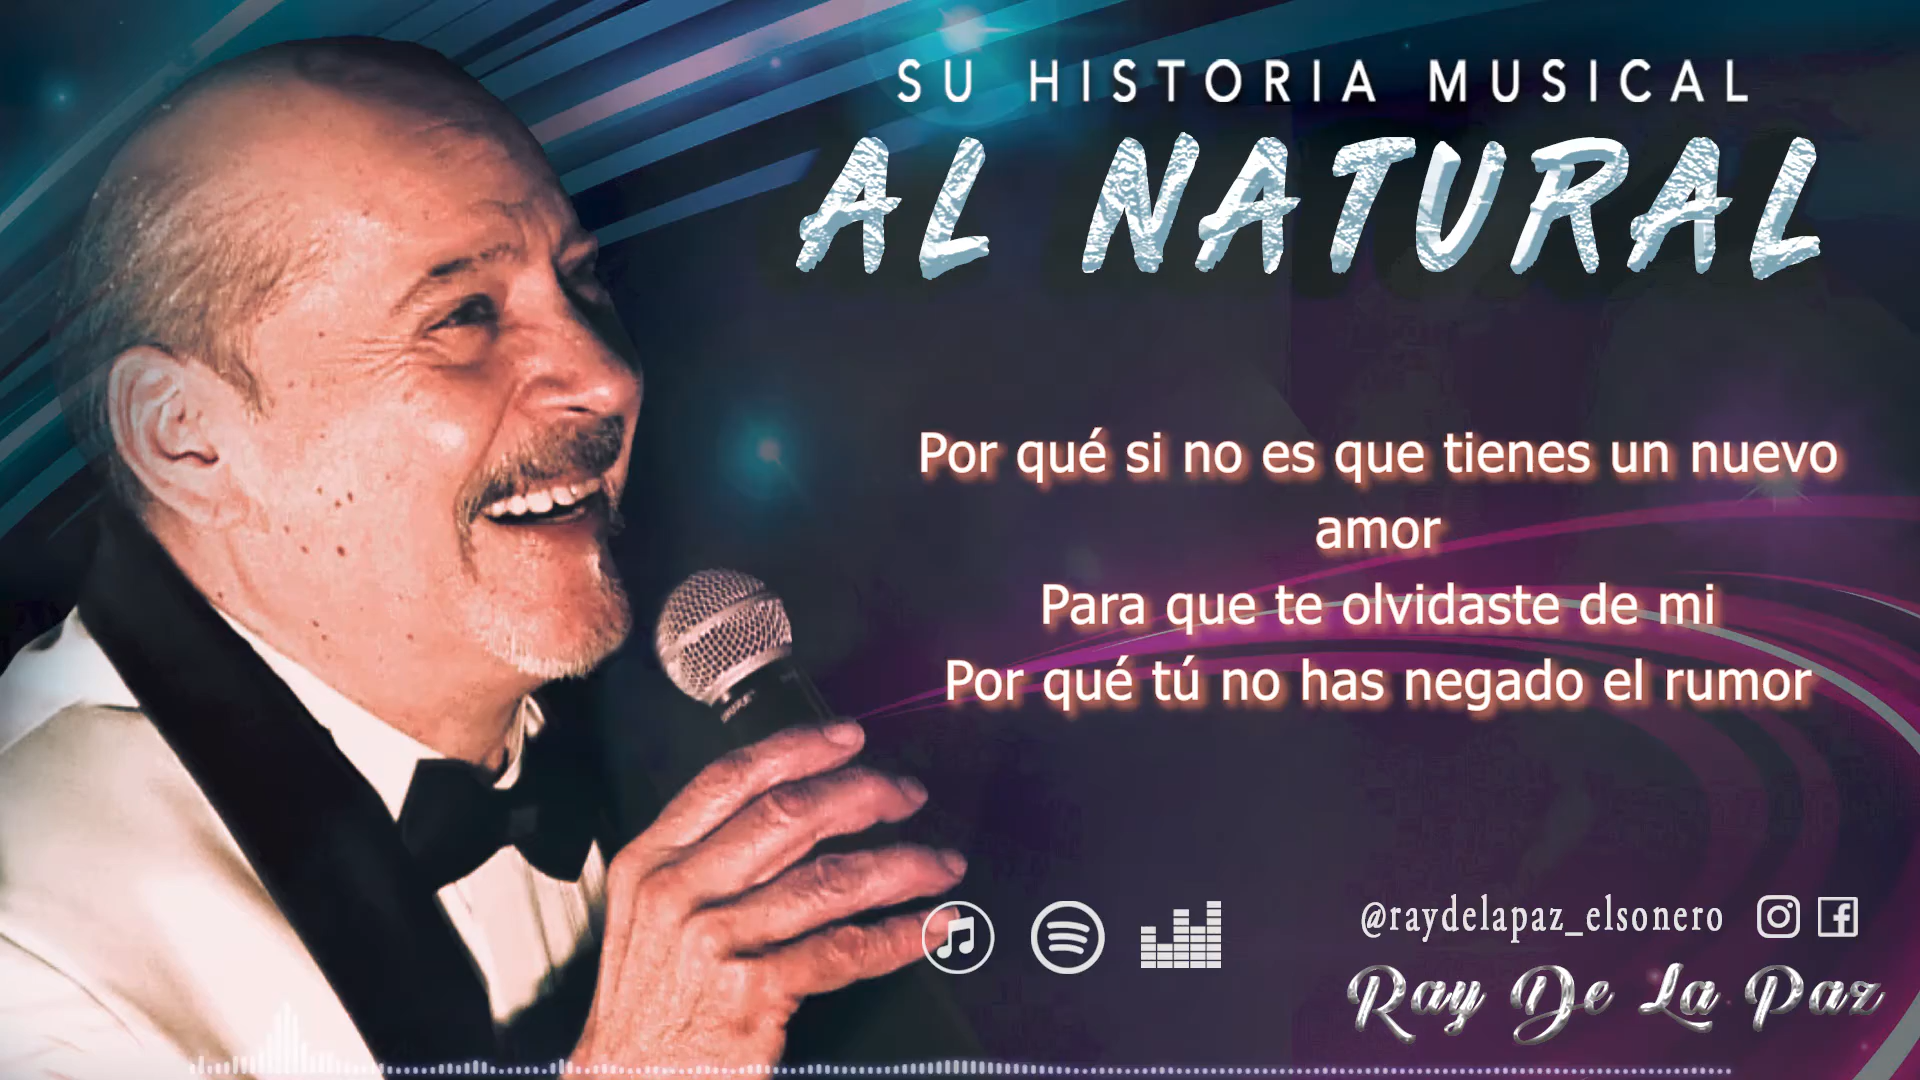 SU HISTORIA MUSICAL
AL NATURAL
Por qué si no es que tienes un nuevo
amor
Para que te olvidaste de mi
Por qué tú no has negado el rumor
@raydelapaz_elsonero
Ray De La Paz